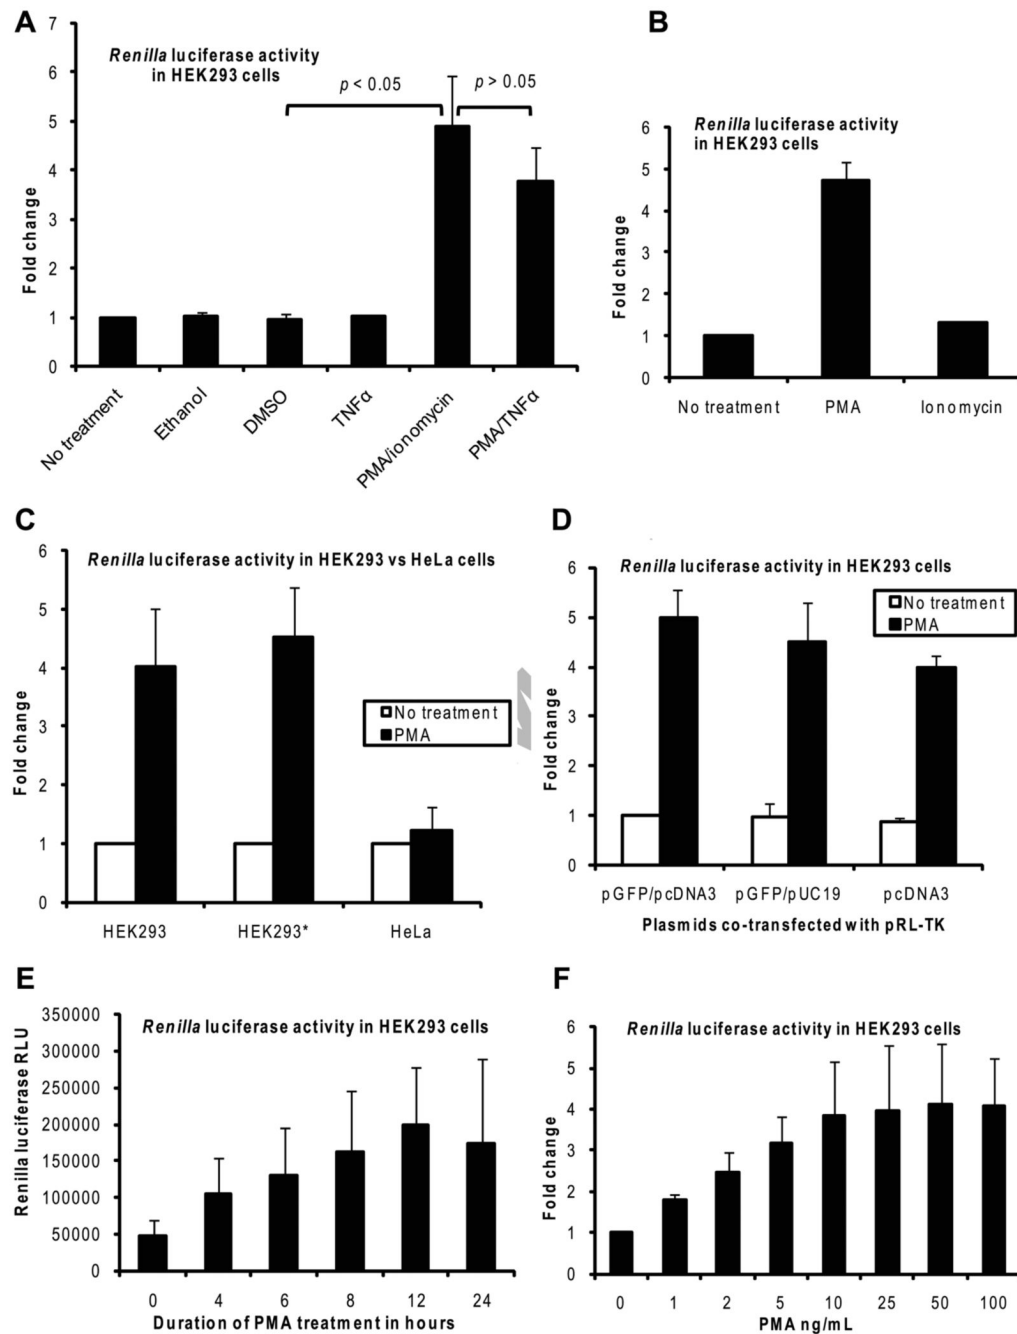 A
Renilla luciferase activity
in HEK293 cells
p < 0.05
p > 0.05
7
6
5
4
3
2
1
0
Fold change
No treatment
Ethanol
DMSO
TNFα
PMA/ionomycin
PMA/TNFα
B
Renilla luciferase activity
in HEK293 cells
6
5
4
3
2
1
0
Fold change
No treatment
PMA
Ionomycin
C
Renilla luciferase activity in HEK293 vs HeLa cells
6
5
4
3
2
1
0
Fold change
No treatment
PMA
HEK293
HEK293*
HeLa
D
Renilla luciferase activity in HEK293 cells
6
5
4
3
2
1
0
Fold change
No treatment
PMA
pGFP/pcDNA3
pGFP/pUC19
pcDNA3
Plasmids co-transfected with pRL-TK
E
Renilla luciferase activity in HEK293 cells
350000
300000
250000
200000
150000
100000
50000
0
Renilla luciferase RLU
0 4 6 8 12 24
Duration of PMA treatment in hours
F
Renilla luciferase activity in HEK293 cells
6
5
4
3
2
1
0
Fold change
0 1 2 5 10 25 50 100
PMA ng/mL